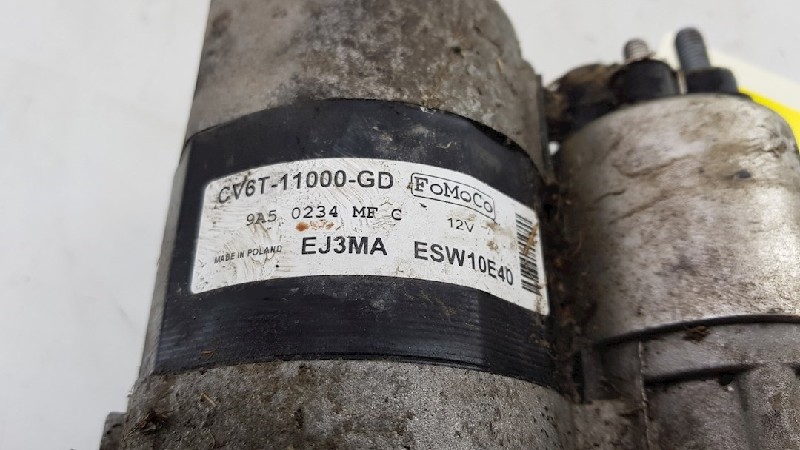 CV6T-11000-GD FoMoCo
9A5 0234 MF C 12V
MADE IN POLAND EJ3MA ESW10E40